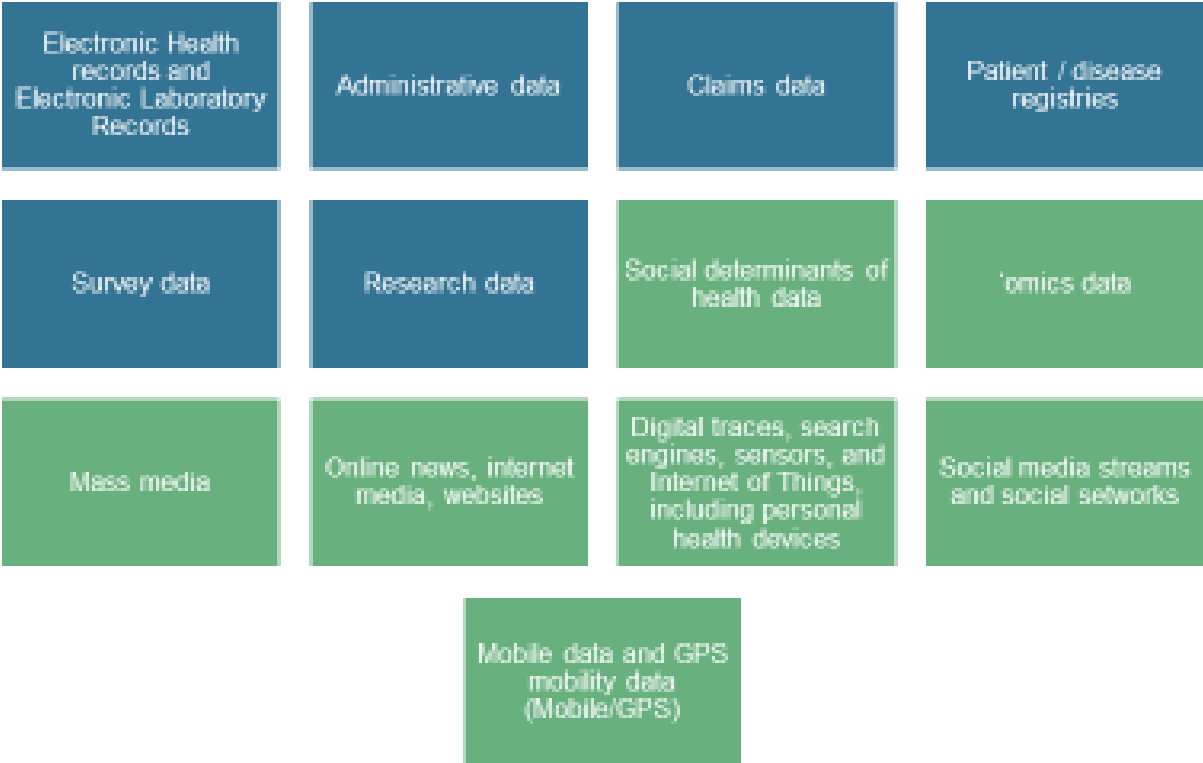 Electronic Health
records and
Electronic Laboratory
Records
Administrative data
Claims data
Patient / disease
registries
Survey data
Research data
Social determinants of
health data
'omics data
Mass media
Online news, internet
media, websites
Digital traces, search
engines, sensors, and
Internet of Things,
including personal
health devices
Social media streams
and social setworks
Mobile data and GPS
mobility data
(Mobile/GPS)